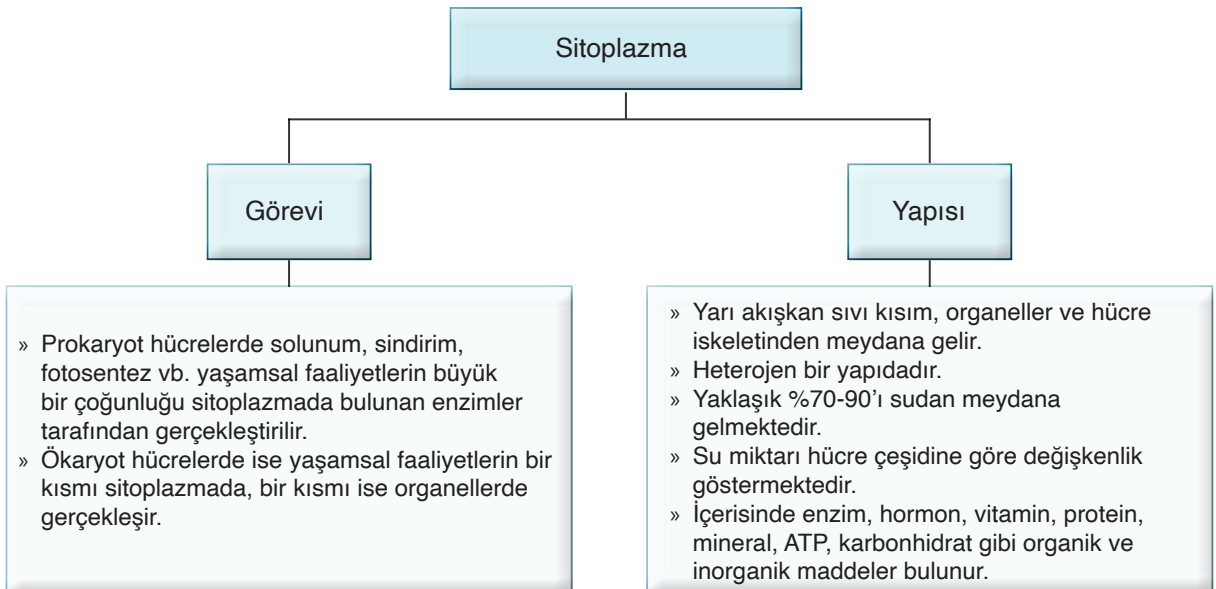 Sitoplazma
Görevi
» Prokaryot hücrelerde solunum, sindirim,
fotosentez vb. yaşamsal faaliyetlerin büyük
bir çoğunluğu sitoplazmada bulunan enzimler
tarafından gerçekleştirilir.
» Ökaryot hücrelerde ise yaşamsal faaliyetlerin bir
kısmı sitoplazmada, bir kısmı ise organellerde
gerçekleşir.
Yapısı
» Yarı akışkan sıvı kısım, organeller ve hücre
iskeletinden meydana gelir.
» Heterojen bir yapıdadır.
» Yaklaşık %70-90’ı sudan meydana
gelmektedir.
» Su miktarı hücre çeşidine göre değişkenlik
göstermektedir.
» İçerisinde enzim, hormon, vitamin, protein,
mineral, ATP, karbonhidrat gibi organik ve
inorganik maddeler bulunur.